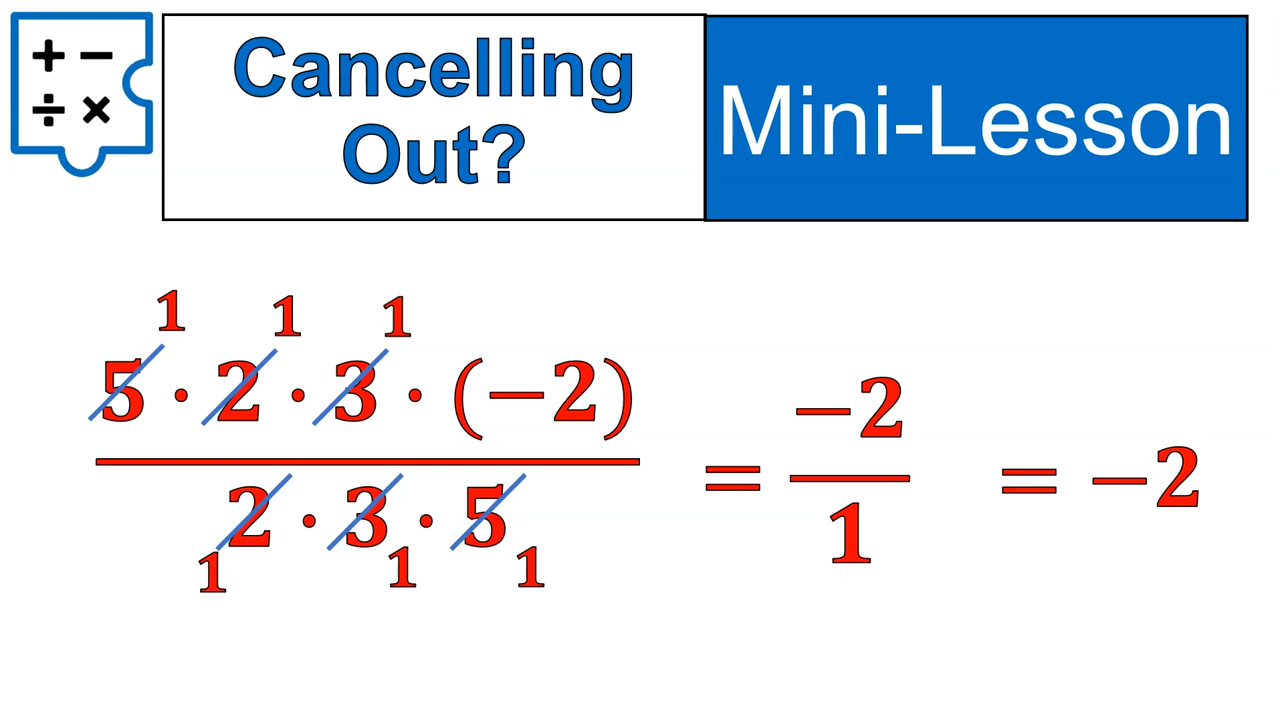 + −
÷ ×
Cancelling
Out?
Mini-Lesson
1 1 1
5 · 2 · 3 · (−2)
2 · 3 · 5
1 1 1
= −2
1
= −2